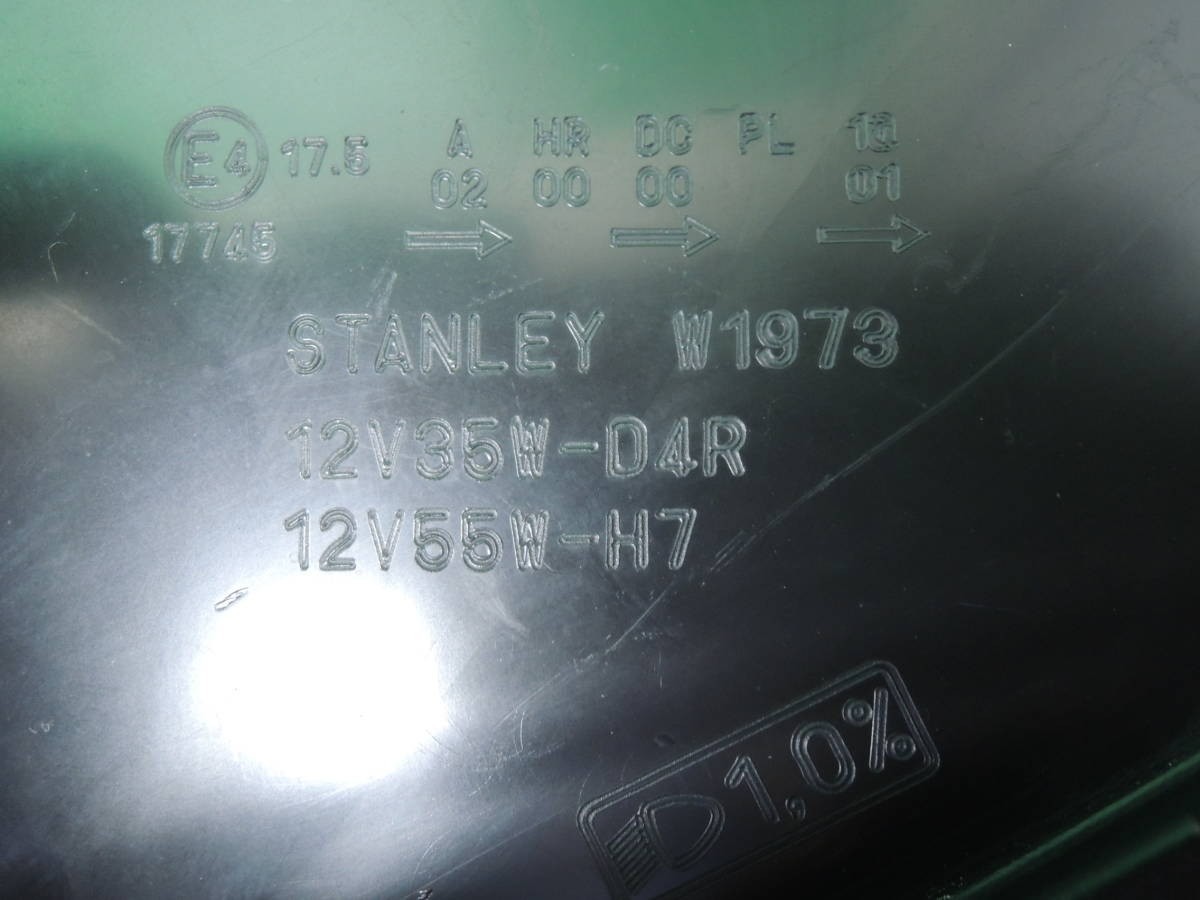 E4 17.5 A HR DC PL 1a
02 00 00 01
17745
STANLEY W1973
12V35W-D4R
12V55W-H7
1,0%